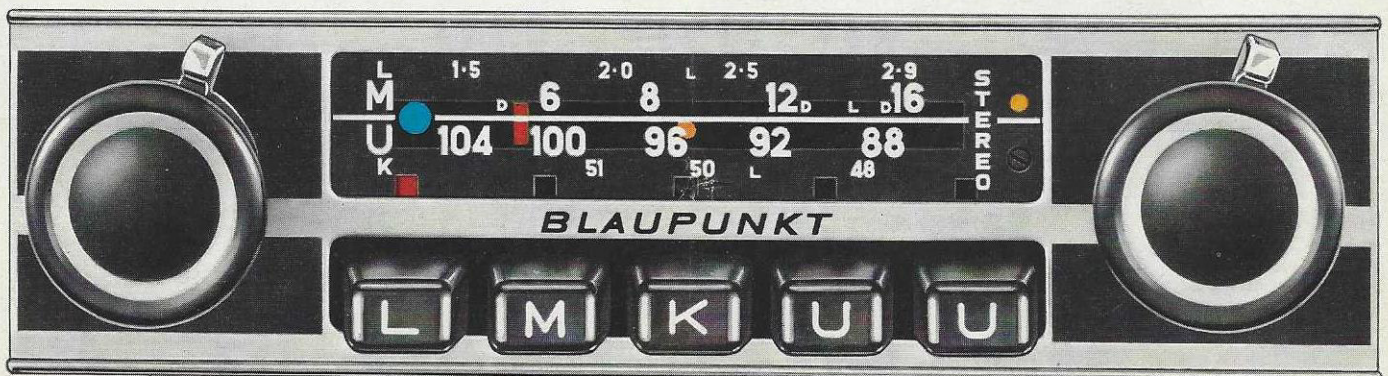 L 1·5 2·0 L 2·5 2·9
M D 6 8 12 D L D 16
U 104 100 96 92 88
K 51 50 L 48
STEREO
BLAUPUNKT
L M K U U